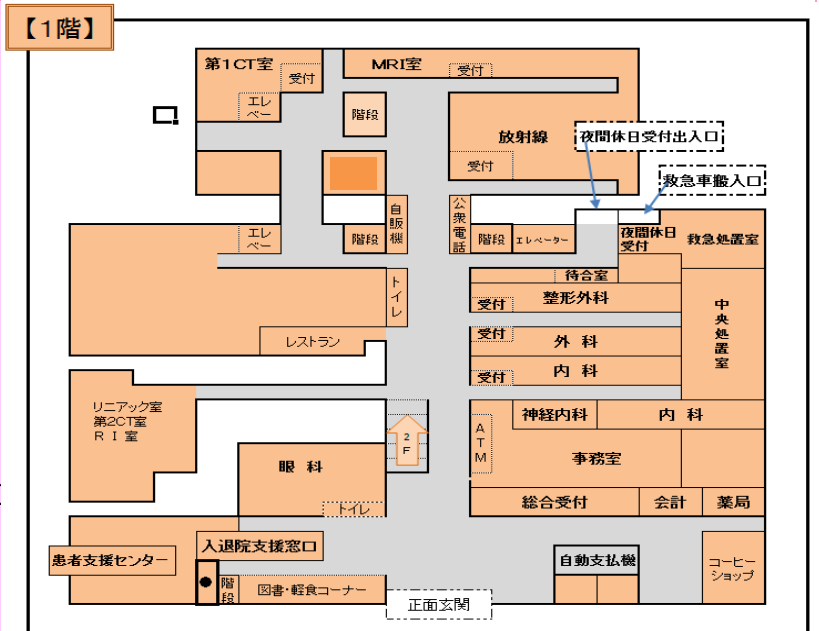 【1階】
第1CT室
受付
MRI室
受付
エレ
ベー
階段
放射線
受付
夜間休日受付出入口
救急車搬入口
自販機
公衆電話
エレ
ベー
階段
階段
エレベーター
夜間休日
受付
救急処置室
待合室
トイレ
受付
整形外科
中央処置室
受付
外 科
レストラン
受付
内 科
リニアック室
第2CT室
R I 室
2F
ATM
神経内科
内 科
眼 科
事務室
トイレ
総合受付
会計
薬局
入退院支援窓口
患者支援センター
自動支払機
コーヒー
ショップ
階段
図書・軽食コーナー
正面玄関